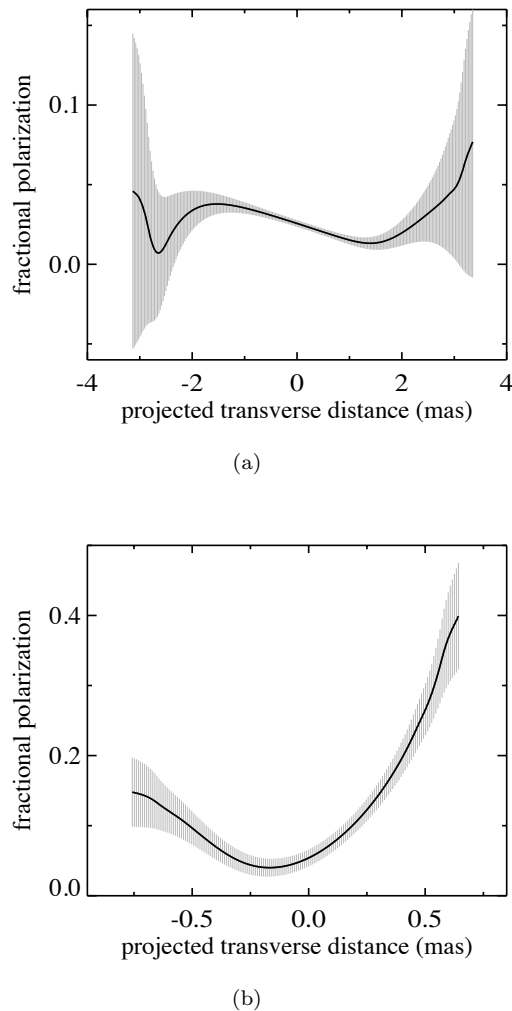 0.1
0.0
-4 -2 0 2 4
fractional polarization
projected transverse distance (mas)
(a)
0.4
0.2
0.0
-0.5 0.0 0.5
fractional polarization
projected transverse distance (mas)
(b)